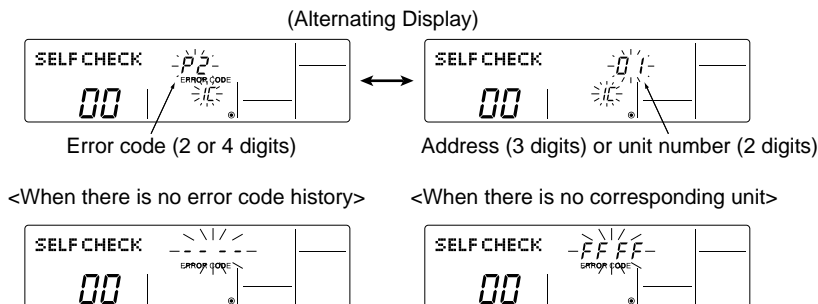 (Alternating Display)
SELF CHECK P2 ERROR CODE 1C 00
SELF CHECK 01 1C 00
Error code (2 or 4 digits)
Address (3 digits) or unit number (2 digits)
<When there is no error code history>
<When there is no corresponding unit>
SELF CHECK ---- ERROR CODE 00
SELF CHECK FFFF ERROR CODE 00